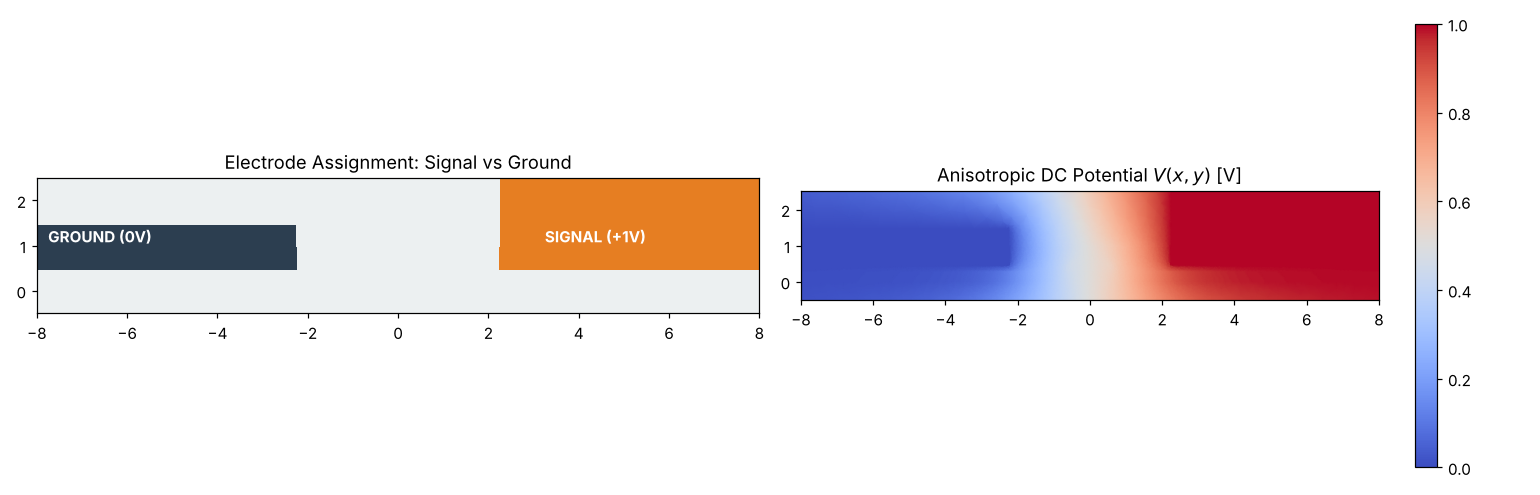 Electrode Assignment: Signal vs Ground
2
1
0
GROUND (0V)
SIGNAL (+1V)
−8 −6 −4 −2 0 2 4 6 8
Anisotropic DC Potential V(x, y) [V]
2
1
0
−8 −6 −4 −2 0 2 4 6 8
1.0
0.8
0.6
0.4
0.2
0.0